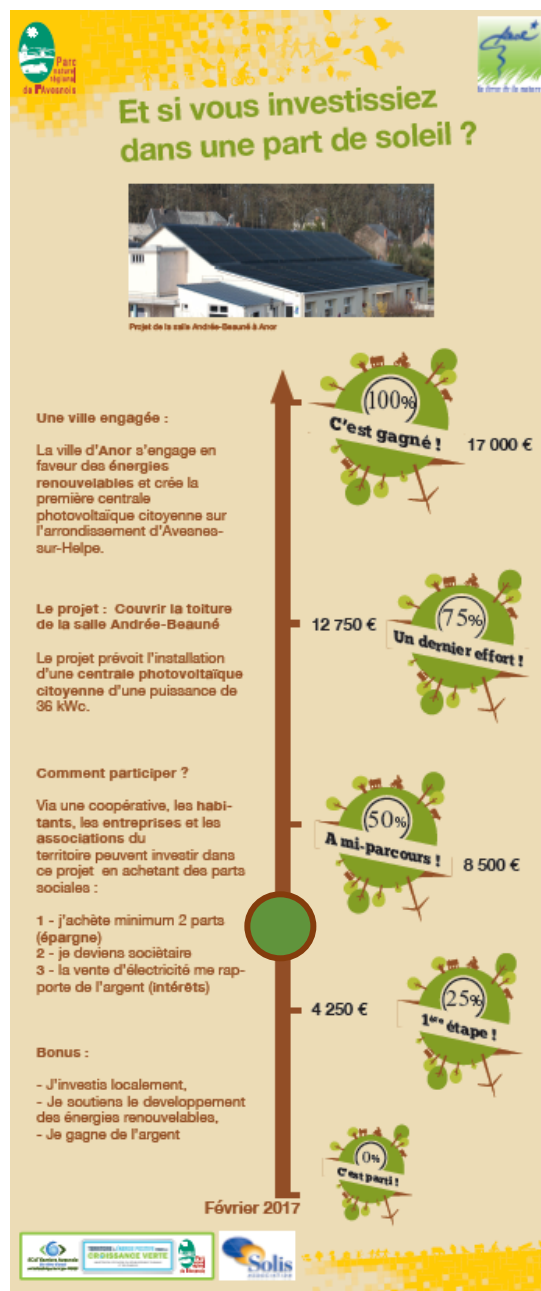 Parc
naturel
régional
de l'Avesnois
Et si vous investissiez
dans une part de soleil ?
Projet de la salle Andrée-Beauné à Anor
100%
C'est gagné !
17 000 €
Une ville engagée :
La ville d'Anor s'engage en
faveur des énergies
renouvelables et crée la
première centrale
photovoltaïque citoyenne sur
l'arrondissement d'Avesnes-
sur-Helpe.
75%
Un dernier effort !
12 750 €
Le projet : Couvrir la toiture
de la salle Andrée-Beauné
Le projet prévoit l'installation
d'une centrale photovoltaïque
citoyenne d'une puissance de
36 kWc.
50%
A mi-parcours !
8 500 €
Comment participer ?
Via une coopérative, les habi-
tants, les entreprises et les
associations du
territoire peuvent investir dans
ce projet en achetant des parts
sociales :
1 - j'achète minimum 2 parts
(épargne)
2 - je deviens sociètaire
3 - la vente d'électricité me rap-
porte de l'argent (intérêts)
25%
1ère étape !
4 250 €
Bonus :
- J'investis localement,
- Je soutiens le developpement
des énergies renouvelables,
- Je gagne de l'argent
0%
C'est parti !
Février 2017
CROISSANCE VERTE
Solis
ASSOCIATION